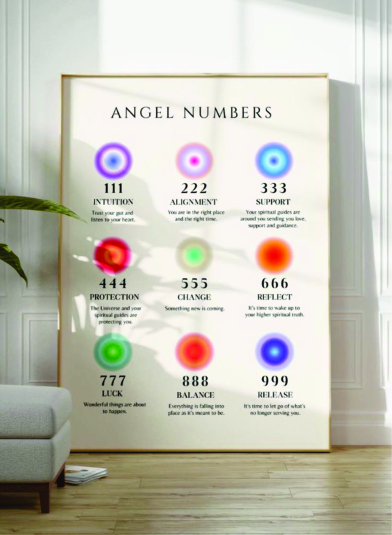 ANGEL NUMBERS
111
INTUITION
Trust your gut and
listen to your heart.
222
ALIGNMENT
You are in the right place
and the right time.
333
SUPPORT
Your spiritual guides are
around you sending you love,
support and guidance.
444
PROTECTION
The Universe and your
spiritual guides are
protecting you.
555
CHANGE
Something new is coming.
666
REFLECT
It's time to wake up to
your higher spiritual truth.
777
LUCK
Wonderful things are about
to happen.
888
BALANCE
Everything is falling into
place as it's meant to be.
999
RELEASE
It's time to let go of what's
no longer serving you.